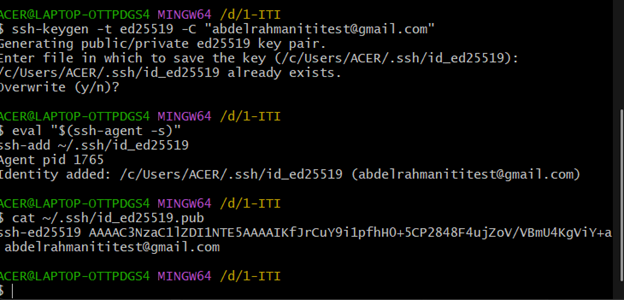 ACER@LAPTOP-OTTPDGS4 MINGW64 /d/1-ITI
$ ssh-keygen -t ed25519 -C "abdelrahmanititest@gmail.com"
Generating public/private ed25519 key pair.
Enter file in which to save the key (/c/Users/ACER/.ssh/id_ed25519):
/c/Users/ACER/.ssh/id_ed25519 already exists.
Overwrite (y/n)?
ACER@LAPTOP-OTTPDGS4 MINGW64 /d/1-ITI
$ eval "$(ssh-agent -s)"
ssh-add ~/.ssh/id_ed25519
Agent pid 1765
Identity added: /c/Users/ACER/.ssh/id_ed25519 (abdelrahmanititest@gmail.com)
ACER@LAPTOP-OTTPDGS4 MINGW64 /d/1-ITI
$ cat ~/.ssh/id_ed25519.pub
ssh-ed25519 AAAAC3NzaC1lZDI1NTE5AAAAIKfJrCuY9i1pfhH0+5CP2848F4ujZoV/VBmU4KgViY+a
abdelrahmanititest@gmail.com
ACER@LAPTOP-OTTPDGS4 MINGW64 /d/1-ITI
$